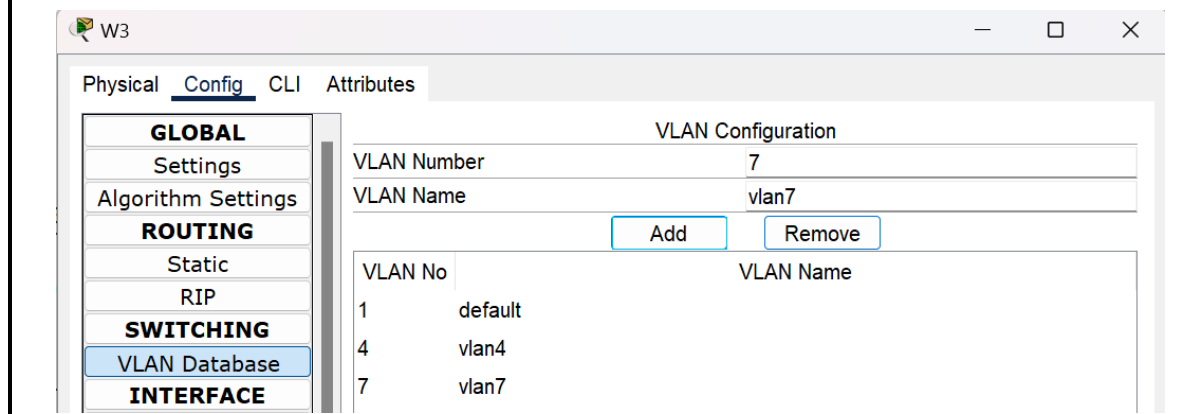 W3
Physical Config CLI Attributes
GLOBAL
Settings
Algorithm Settings
ROUTING
Static
RIP
SWITCHING
VLAN Database
INTERFACE
VLAN Configuration
VLAN Number 7
VLAN Name vlan7
Add Remove
VLAN No VLAN Name
1 default
4 vlan4
7 vlan7